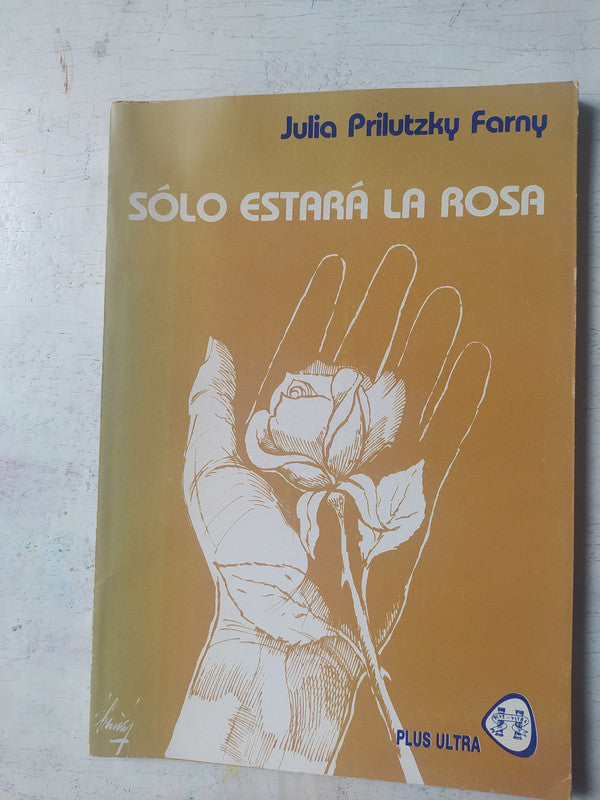 Julia Prilutzky Farny
SÓLO ESTARÁ LA ROSA
PLUS ULTRA